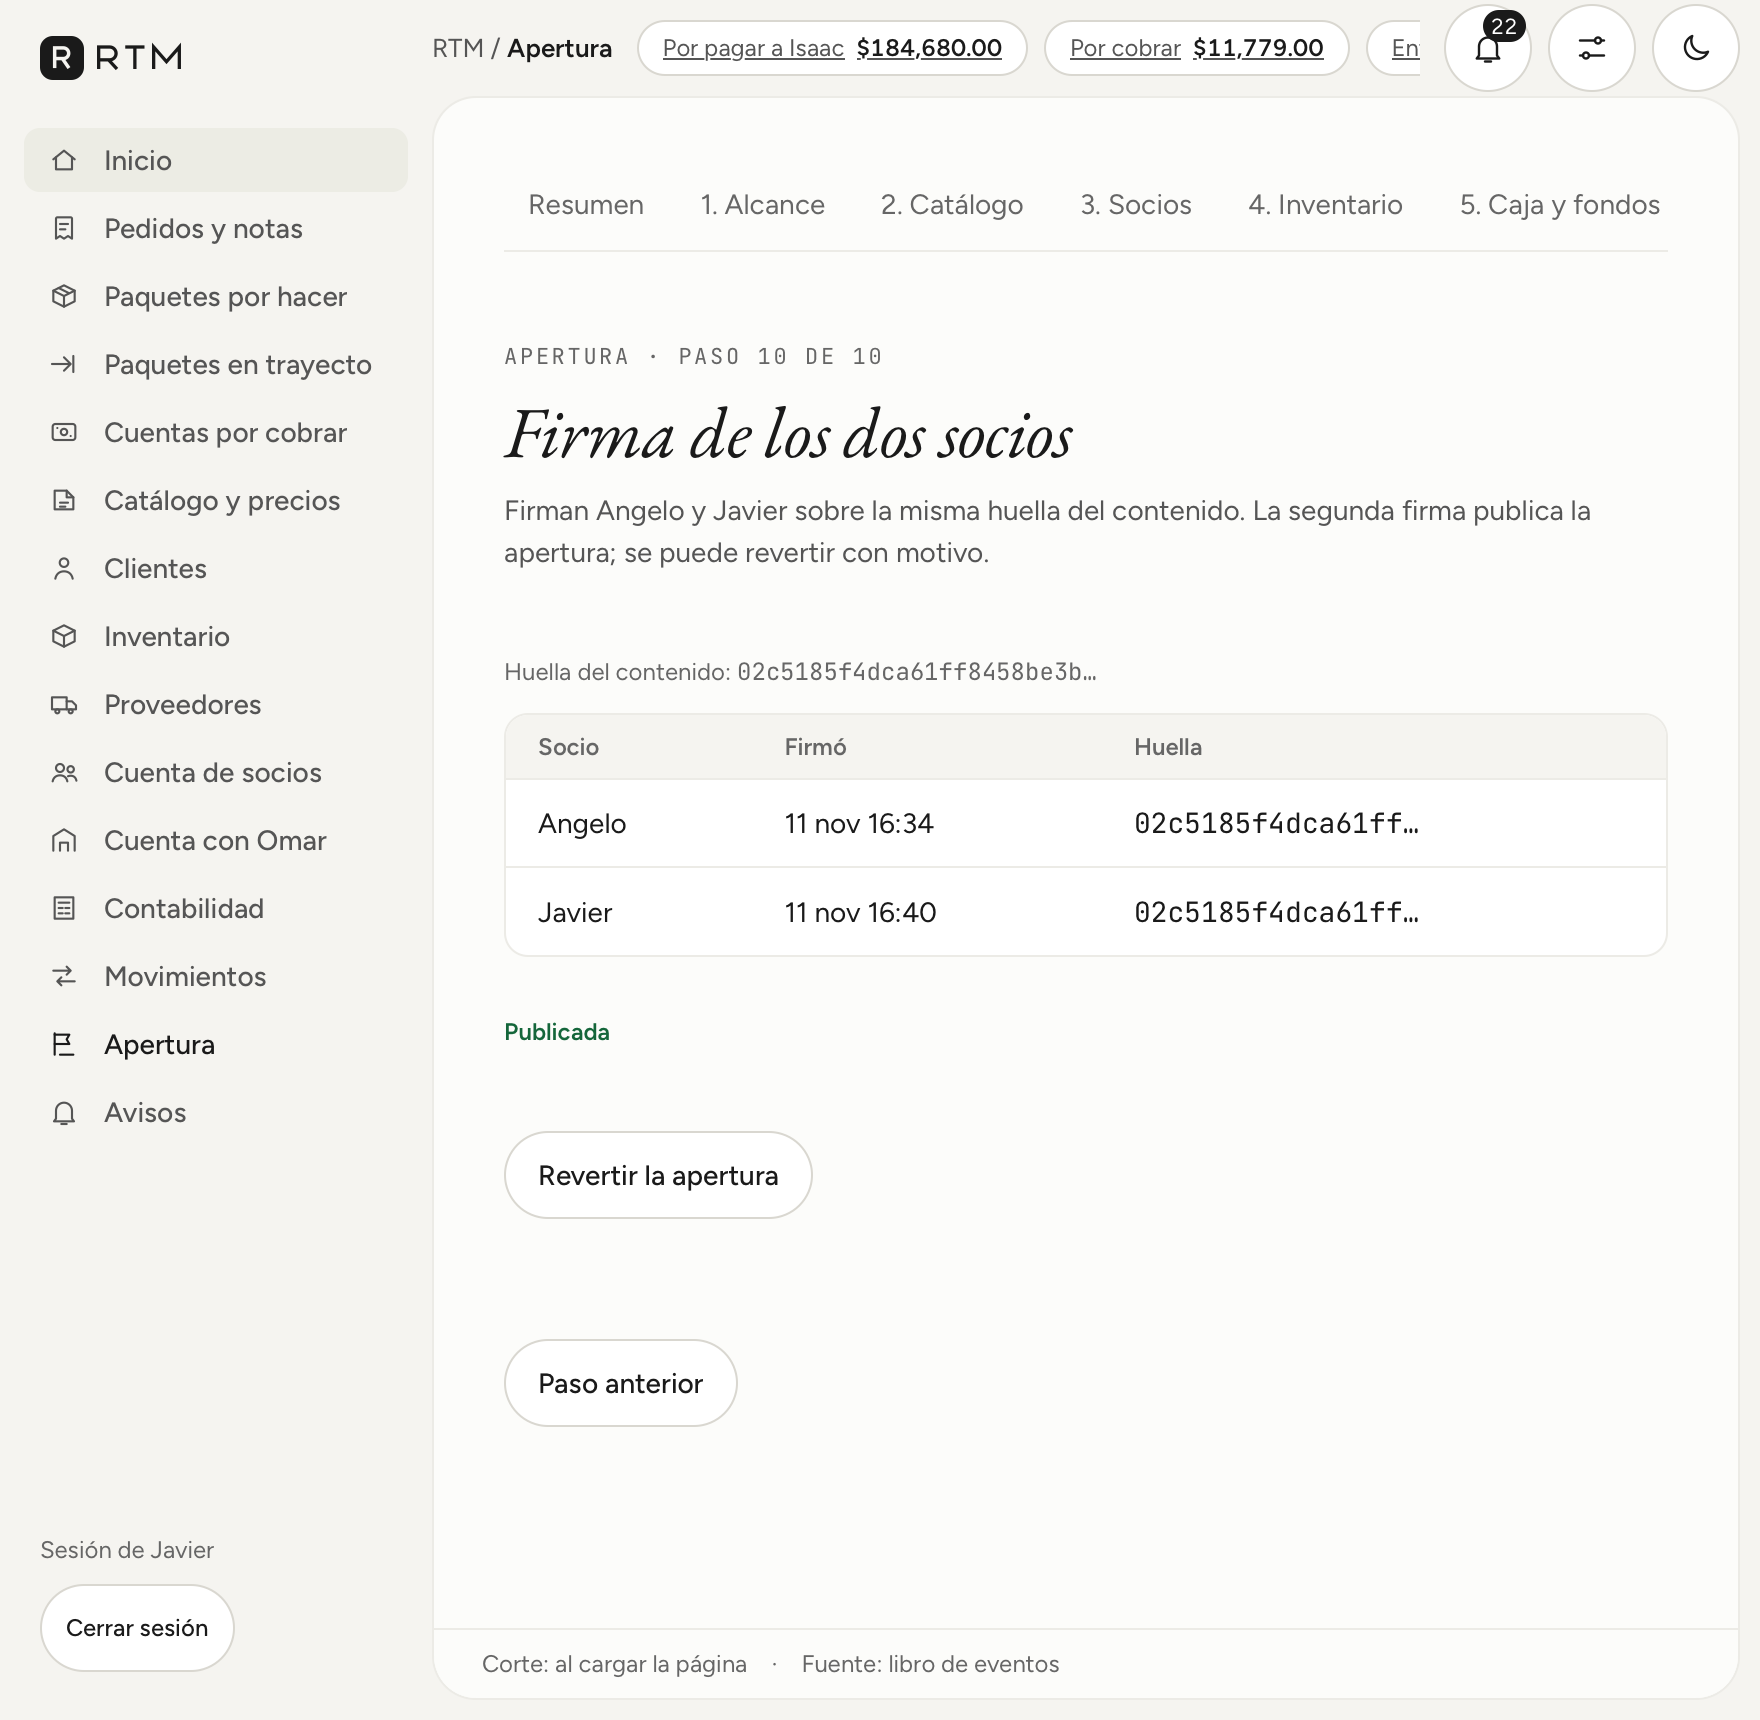 R RTM
RTM / Apertura
Por pagar a Isaac $184,680.00
Por cobrar $11,779.00
22
Inicio
Pedidos y notas
Paquetes por hacer
Paquetes en trayecto
Cuentas por cobrar
Catálogo y precios
Clientes
Inventario
Proveedores
Cuenta de socios
Cuenta con Omar
Contabilidad
Movimientos
Apertura
Avisos
Sesión de Javier
Cerrar sesión
Resumen 1. Alcance 2. Catálogo 3. Socios 4. Inventario 5. Caja y fondos
APERTURA · PASO 10 DE 10
Firma de los dos socios
Firman Angelo y Javier sobre la misma huella del contenido. La segunda firma publica la
apertura; se puede revertir con motivo.
Huella del contenido: 02c5185f4dca61ff8458be3b…
Socio Firmó Huella
Angelo 11 nov 16:34 02c5185f4dca61ff…
Javier 11 nov 16:40 02c5185f4dca61ff…
Publicada
Revertir la apertura
Paso anterior
Corte: al cargar la página · Fuente: libro de eventos